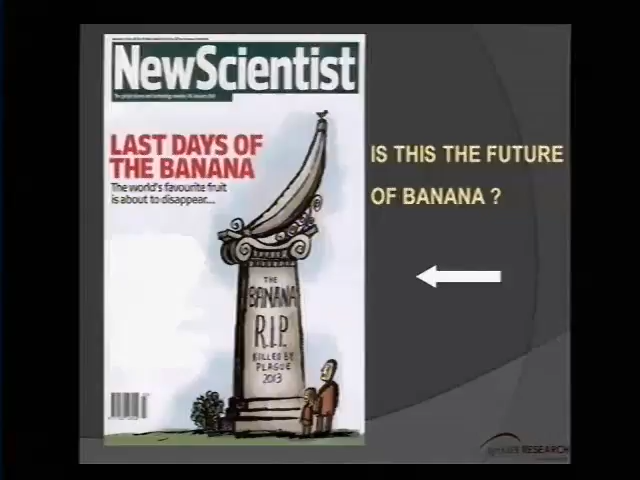 NewScientist
LAST DAYS OF
THE BANANA
The world's favourite fruit
is about to disappear...
THE
BANANA
R.I.P.
KILLED BY
PLAGUE
2013
IS THIS THE FUTURE
OF BANANA ?
RESEARCH